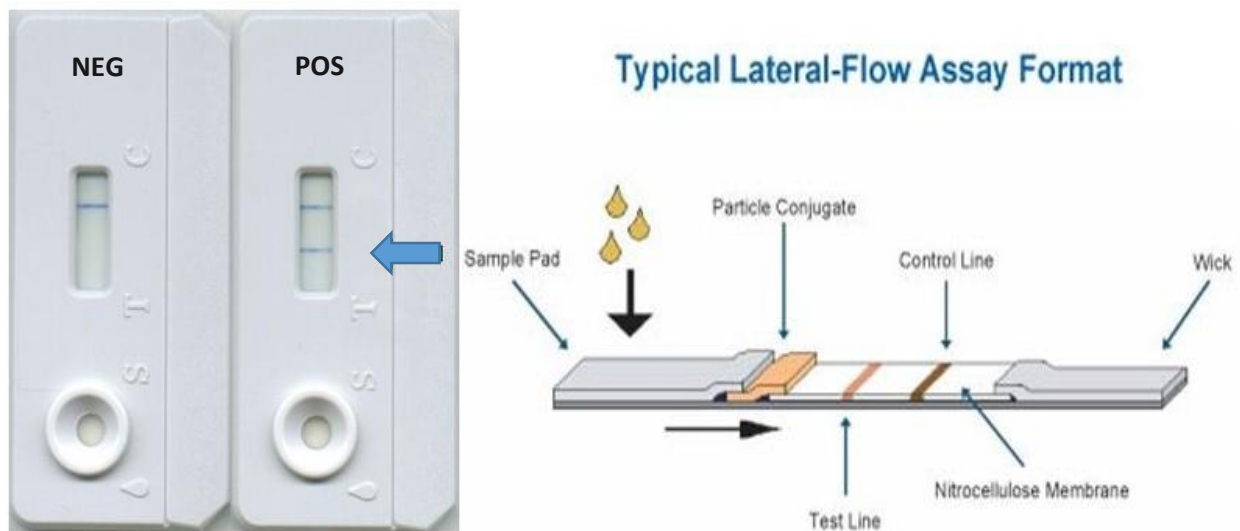 NEG
C
T
S
POS
C
T
S
Typical Lateral-Flow Assay Format
Particle Conjugate
Sample Pad
Control Line
Wick
Nitrocellulose Membrane
Test Line